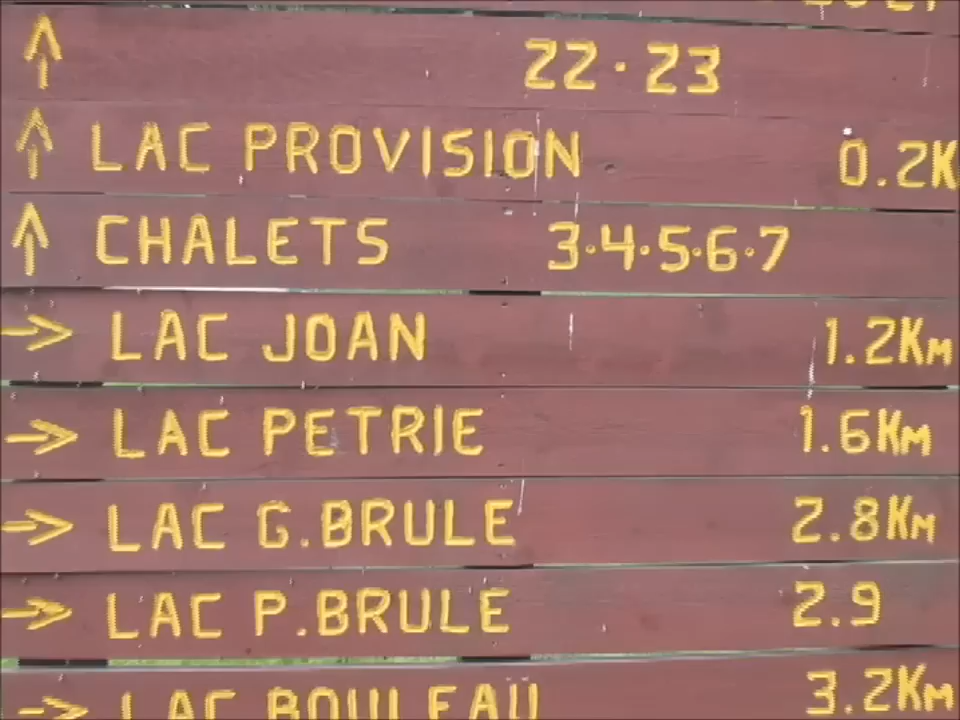 ↑ 22·23
↑ LAC PROVISION 0.2K
↑ CHALETS 3·4·5·6·7
→ LAC JOAN 1.2Km
→ LAC PETRIE 1.6Km
→ LAC G.BRULE 2.8Km
→ LAC P.BRULE 2.9
→ LAC BOULEAU 3.2Km